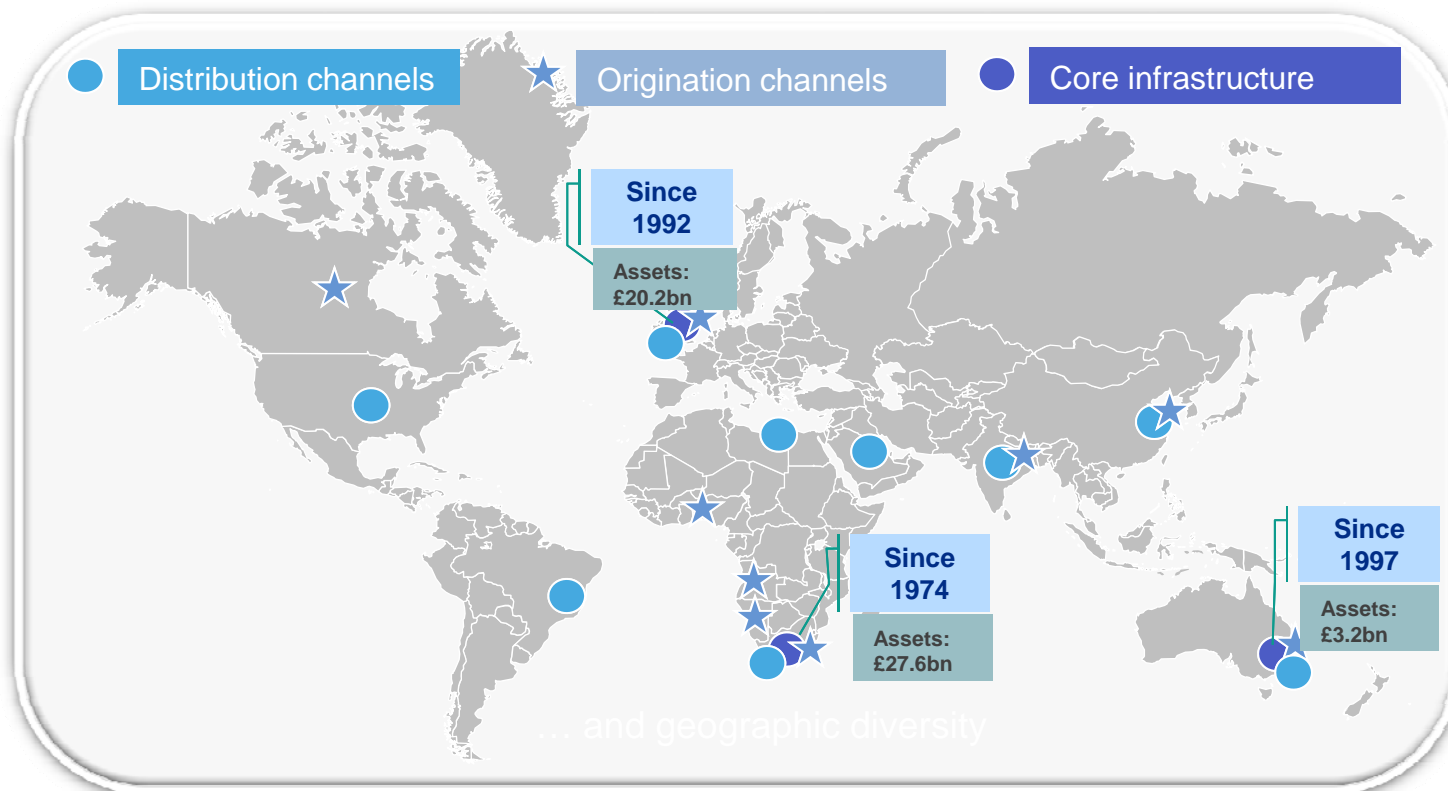 Distribution channels
Origination channels
Core infrastructure
Since
1992
Assets:
£20.2bn
Since
1974
Assets:
£27.6bn
Since
1997
Assets:
£3.2bn
... and geographic diversity